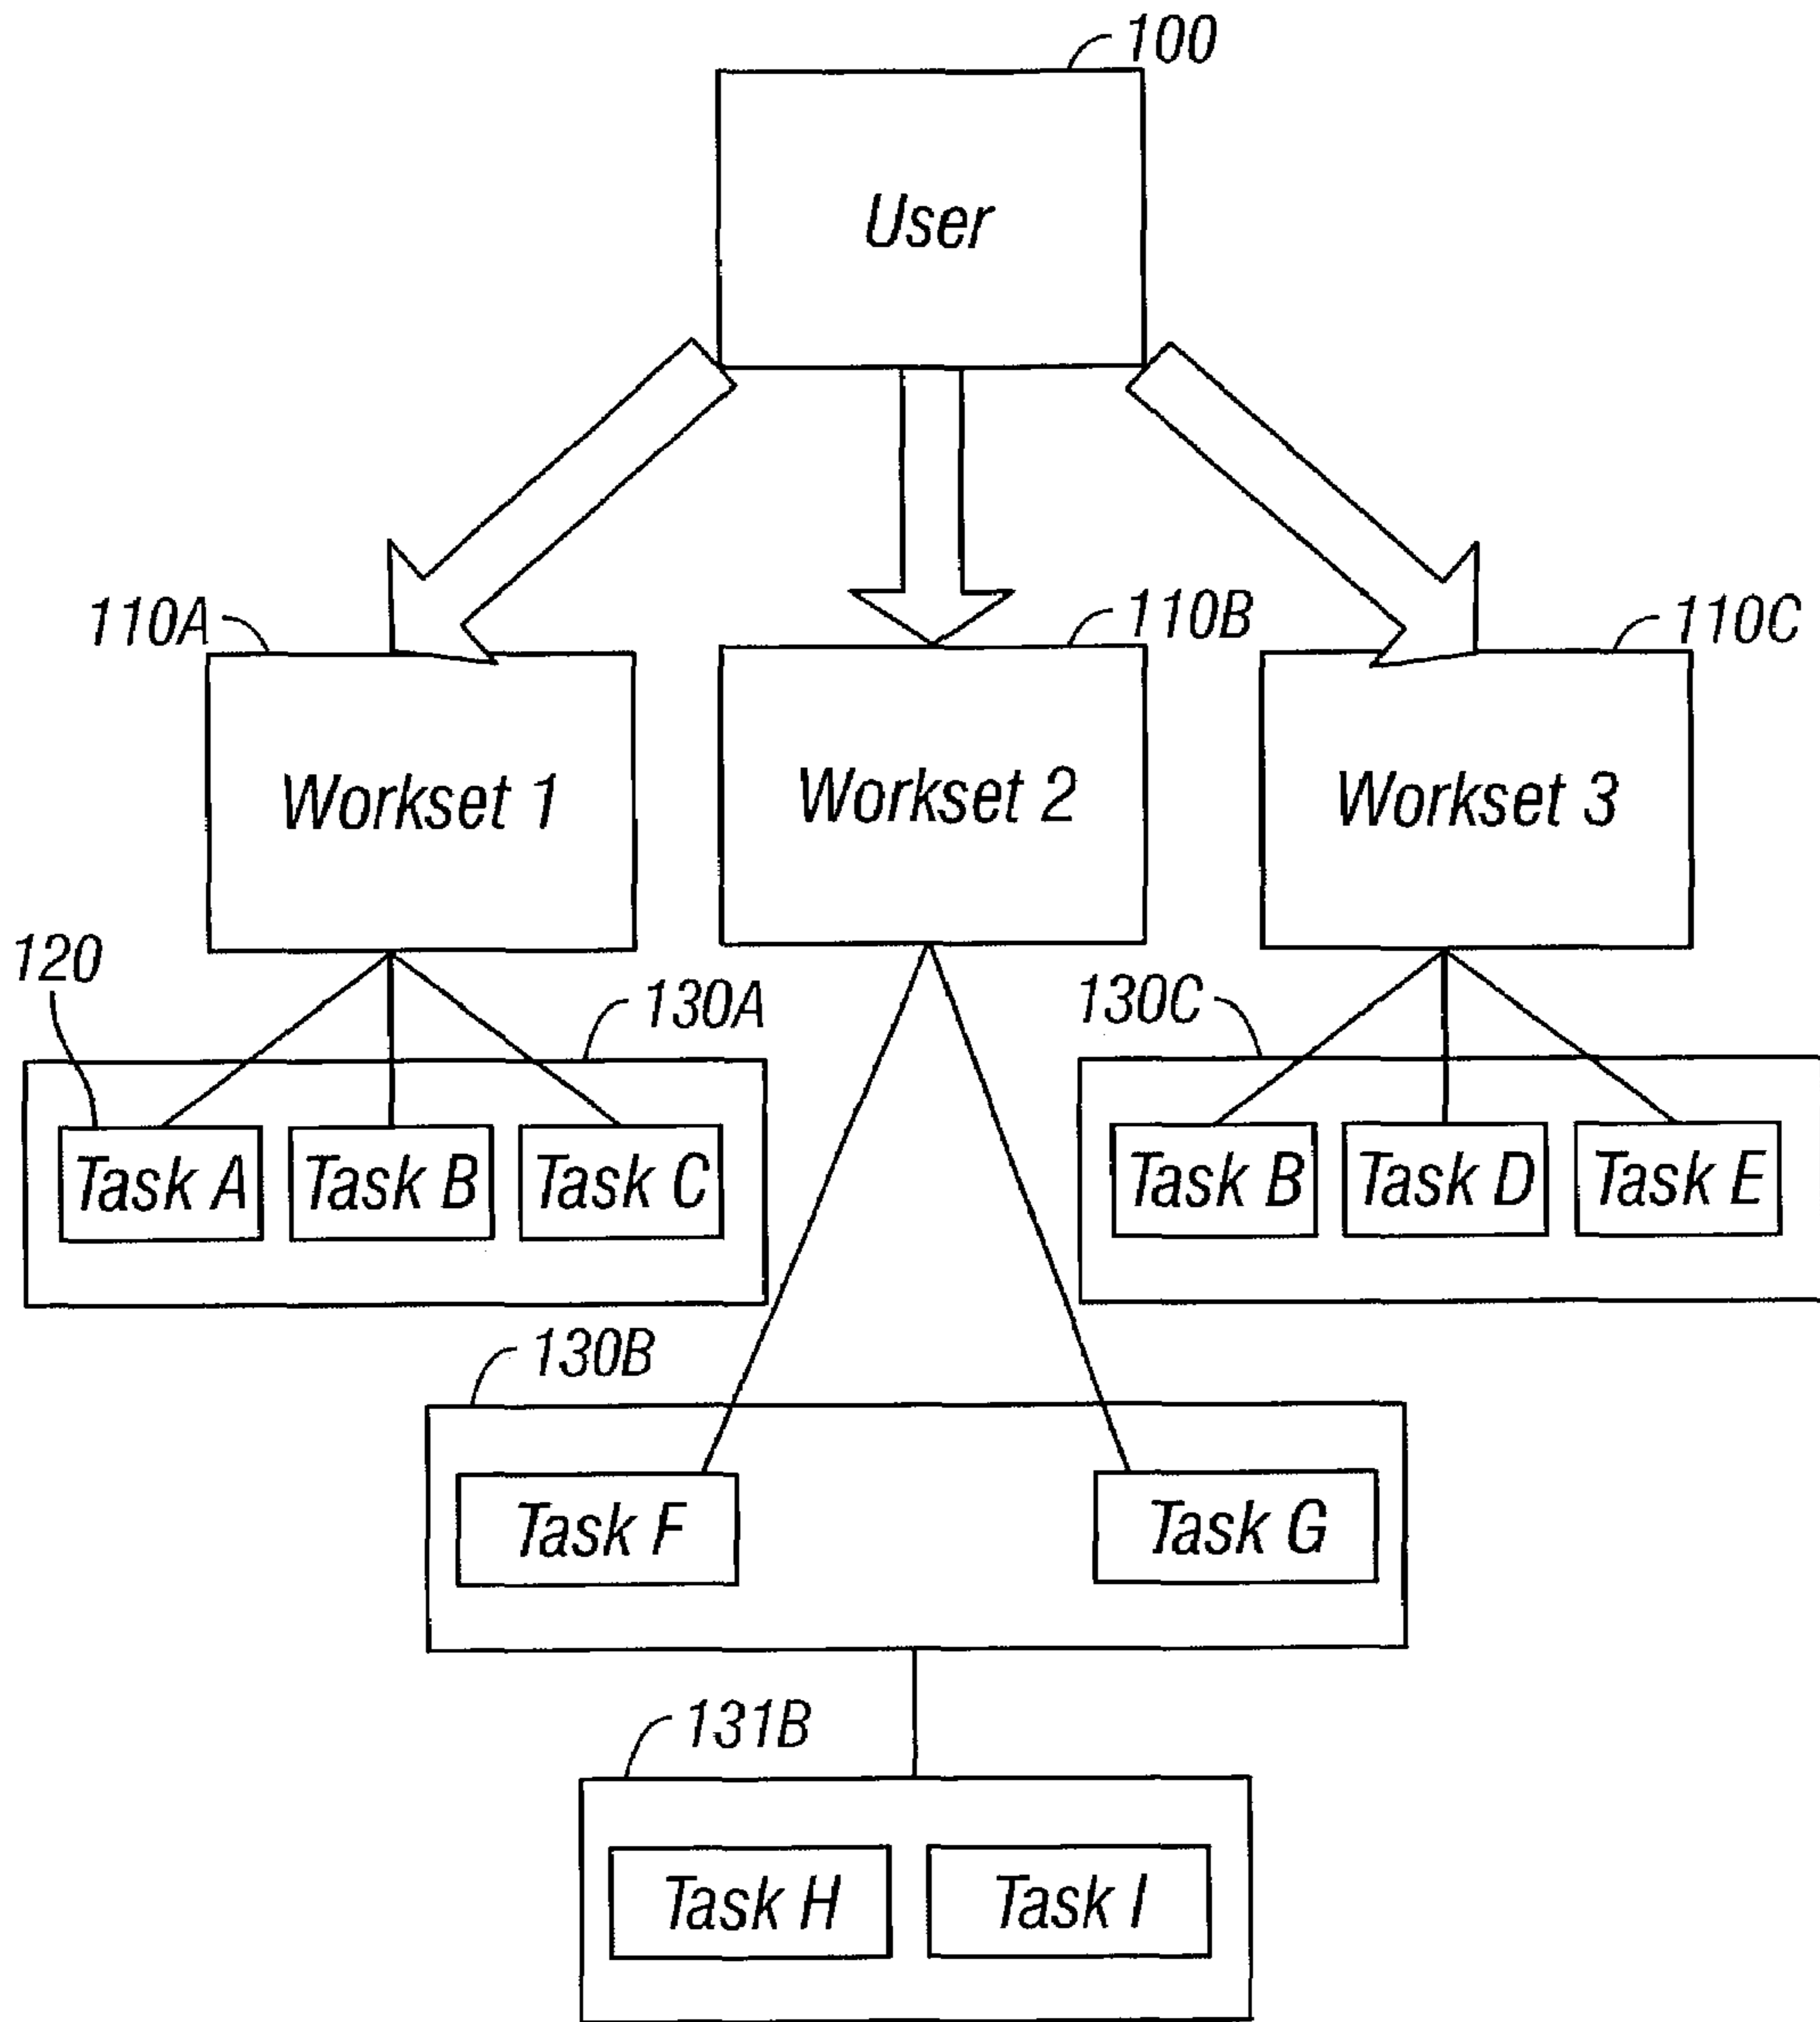 100
User
110A
110B
110C
Workset 1
Workset 2
Workset 3
120
130A
130C
Task A
Task B
Task C
Task B
Task D
Task E
130B
Task F
Task G
131B
Task H
Task I